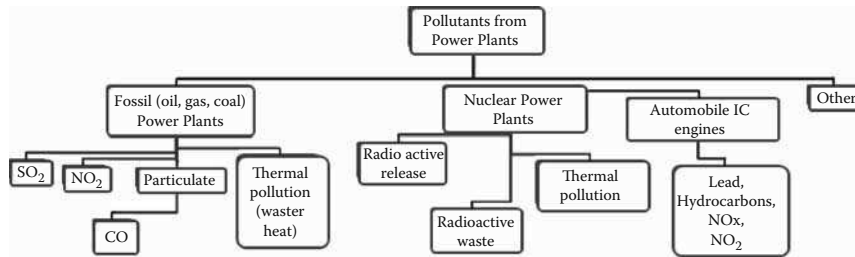 Pollutants from
Power Plants
Fossil (oil, gas, coal)
Power Plants
Nuclear Power
Plants
Automobile IC
engines
Other
SO₂
NO₂
Particulate
Thermal
pollution
(waster
heat)
CO
Radio active
release
Radioactive
waste
Thermal
pollution
Lead,
Hydrocarbons,
NOx,
NO₂